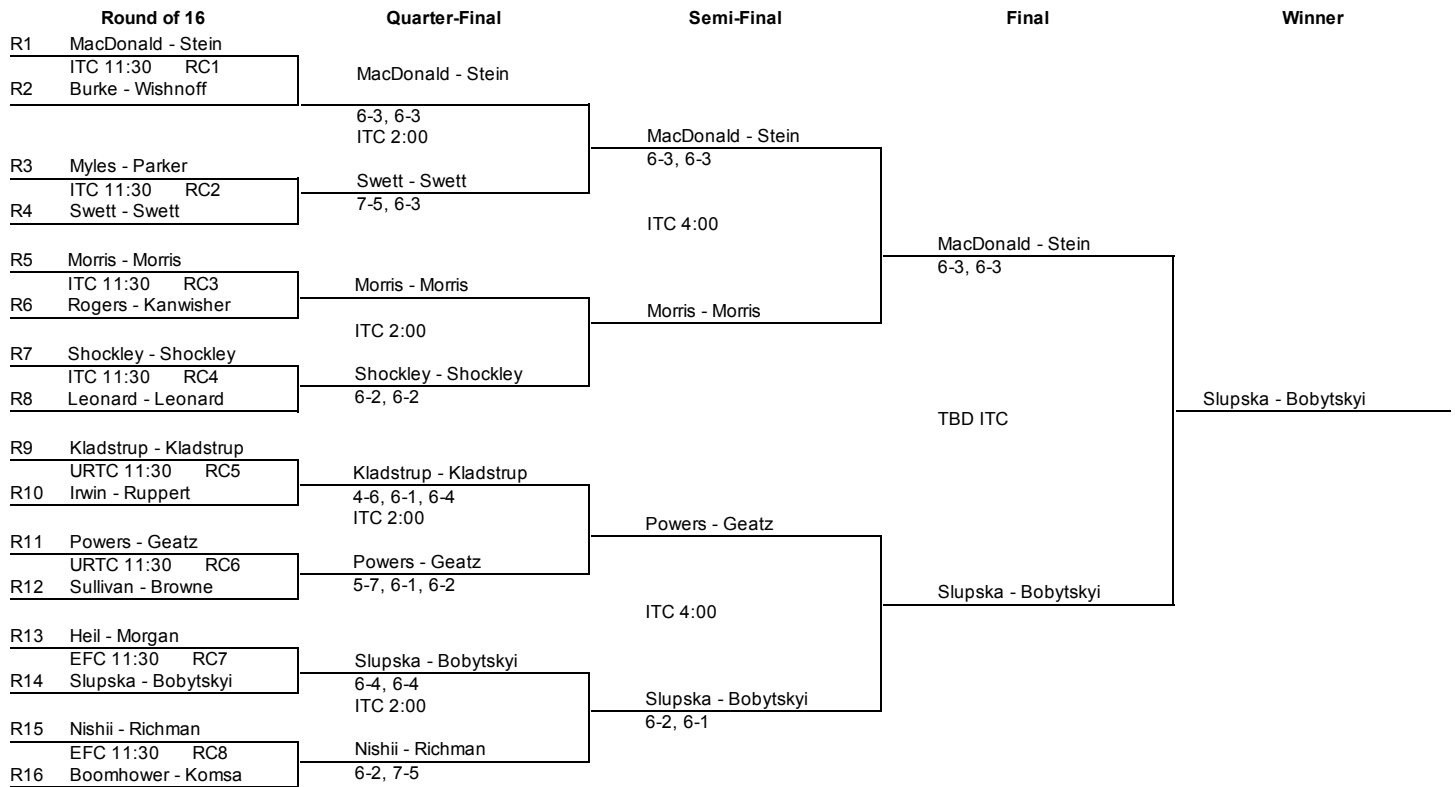 Round of 16 Quarter-Final Semi-Final Final Winner
R1 MacDonald - Stein
ITC 11:30 RC1
R2 Burke - Wishnoff
R3 Myles - Parker
ITC 11:30 RC2
R4 Swett - Swett
R5 Morris - Morris
ITC 11:30 RC3
R6 Rogers - Kanwisher
R7 Shockley - Shockley
ITC 11:30 RC4
R8 Leonard - Leonard
R9 Kladstrup - Kladstrup
URTC 11:30 RC5
R10 Irwin - Ruppert
R11 Powers - Geatz
URTC 11:30 RC6
R12 Sullivan - Browne
R13 Heil - Morgan
EFC 11:30 RC7
R14 Slupska - Bobytskyi
R15 Nishii - Richman
EFC 11:30 RC8
R16 Boomhower - Komsa
MacDonald - Stein
6-3, 6-3
ITC 2:00
Swett - Swett
7-5, 6-3
Morris - Morris
ITC 2:00
Shockley - Shockley
6-2, 6-2
Kladstrup - Kladstrup
4-6, 6-1, 6-4
ITC 2:00
Powers - Geatz
5-7, 6-1, 6-2
Slupska - Bobytskyi
6-4, 6-4
ITC 2:00
Nishii - Richman
6-2, 7-5
MacDonald - Stein
6-3, 6-3
ITC 4:00
Morris - Morris
Powers - Geatz
ITC 4:00
Slupska - Bobytskyi
6-2, 6-1
MacDonald - Stein
6-3, 6-3
TBD ITC
Slupska - Bobytskyi
Slupska - Bobytskyi